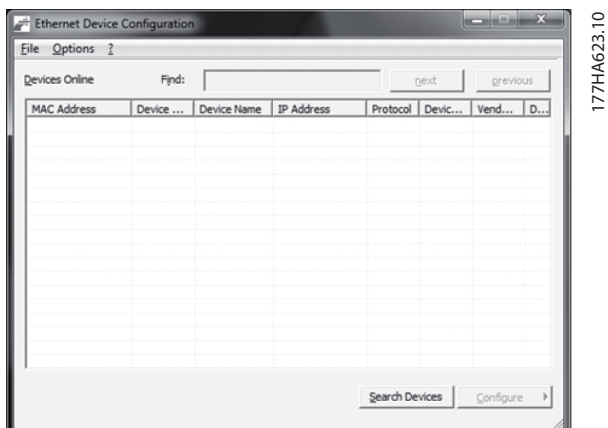 Ethernet Device Configuration
File Options ?
Devices Online Find: next previous
MAC Address Device ... Device Name IP Address Protocol Devic... Vend... D...
Search Devices Configure
177HA623.10